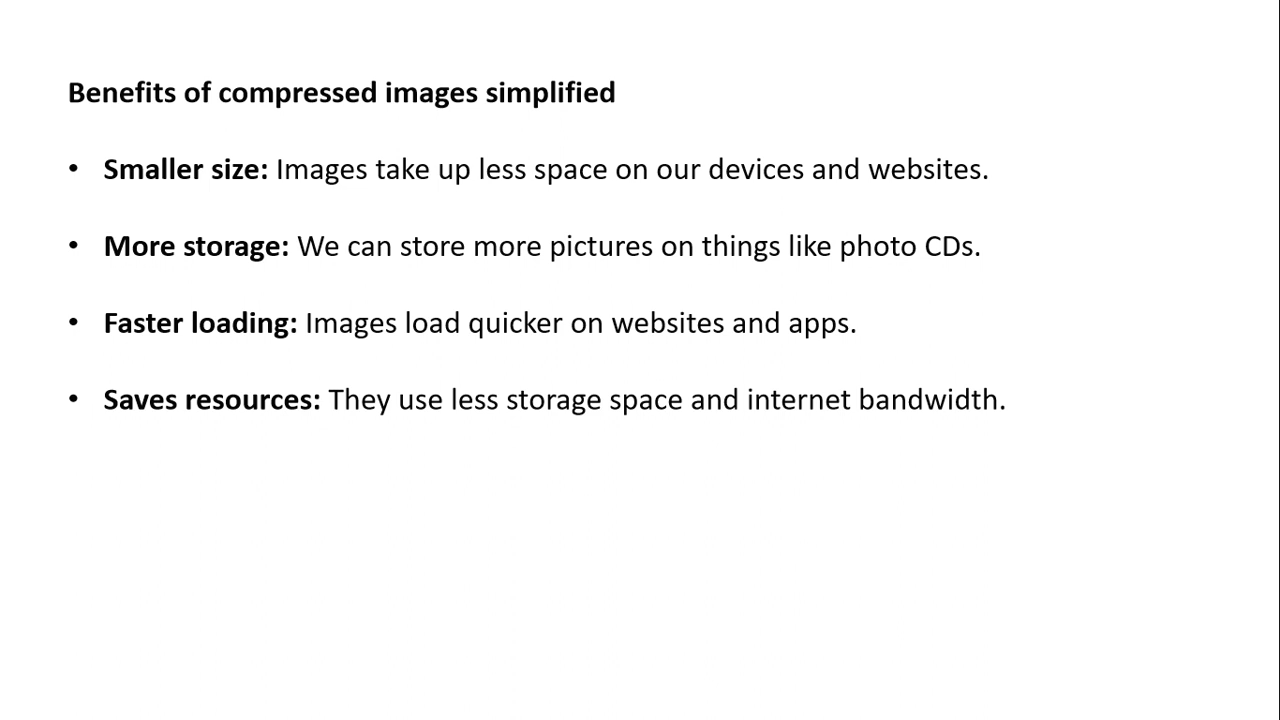 Benefits of compressed images simplified
• Smaller size: Images take up less space on our devices and websites.
• More storage: We can store more pictures on things like photo CDs.
• Faster loading: Images load quicker on websites and apps.
• Saves resources: They use less storage space and internet bandwidth.